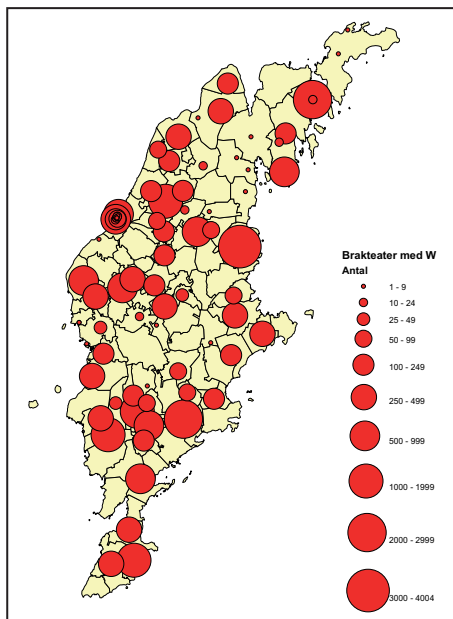 Brakteater med W
Antal
1 - 9
10 - 24
25 - 49
50 - 99
100 - 249
250 - 499
500 - 999
1000 - 1999
2000 - 2999
3000 - 4004